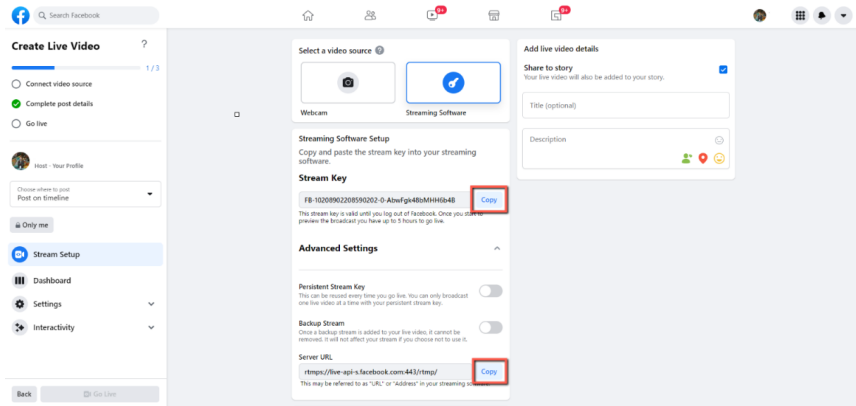 Search Facebook
9+
9+
Create Live Video
?
1 / 3
Connect video source
Complete post details
Go live
Host - Your Profile
Choose where to post
Post on timeline
Only me
Stream Setup
Dashboard
Settings
Interactivity
Back
Go Live
Select a video source ?
Webcam
Streaming Software
Streaming Software Setup
Copy and paste the stream key into your streaming
software.
Stream Key
FB-10208902208590202-0-AbwFgk48bMHH6b4B
Copy
This stream key is valid until you log out of Facebook. Once you start to
preview the broadcast you have up to 5 hours to go live.
Advanced Settings
Persistent Stream Key
This can be reused every time you go live. You can only broadcast
one live video at a time with your persistent stream key.
Backup Stream
Once a backup stream is added to your live video, it cannot be
removed. It will not affect your stream if you choose not to use it.
Server URL
rtmps://live-api-s.facebook.com:443/rtmp/
Copy
This may be referred to as "URL" or "Address" in your streaming software.
Add live video details
Share to story
Your live video will also be added to your story.
Title (optional)
Description